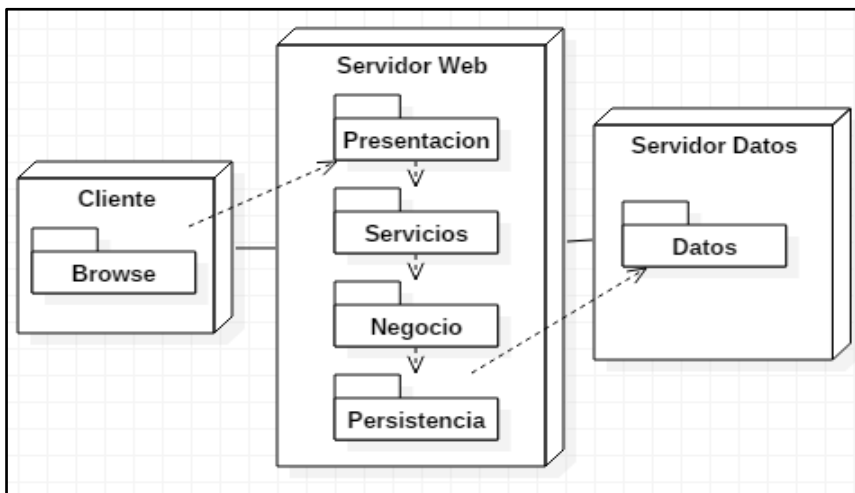 Cliente
Browse
Servidor Web
Presentacion
Servicios
Negocio
Persistencia
Servidor Datos
Datos